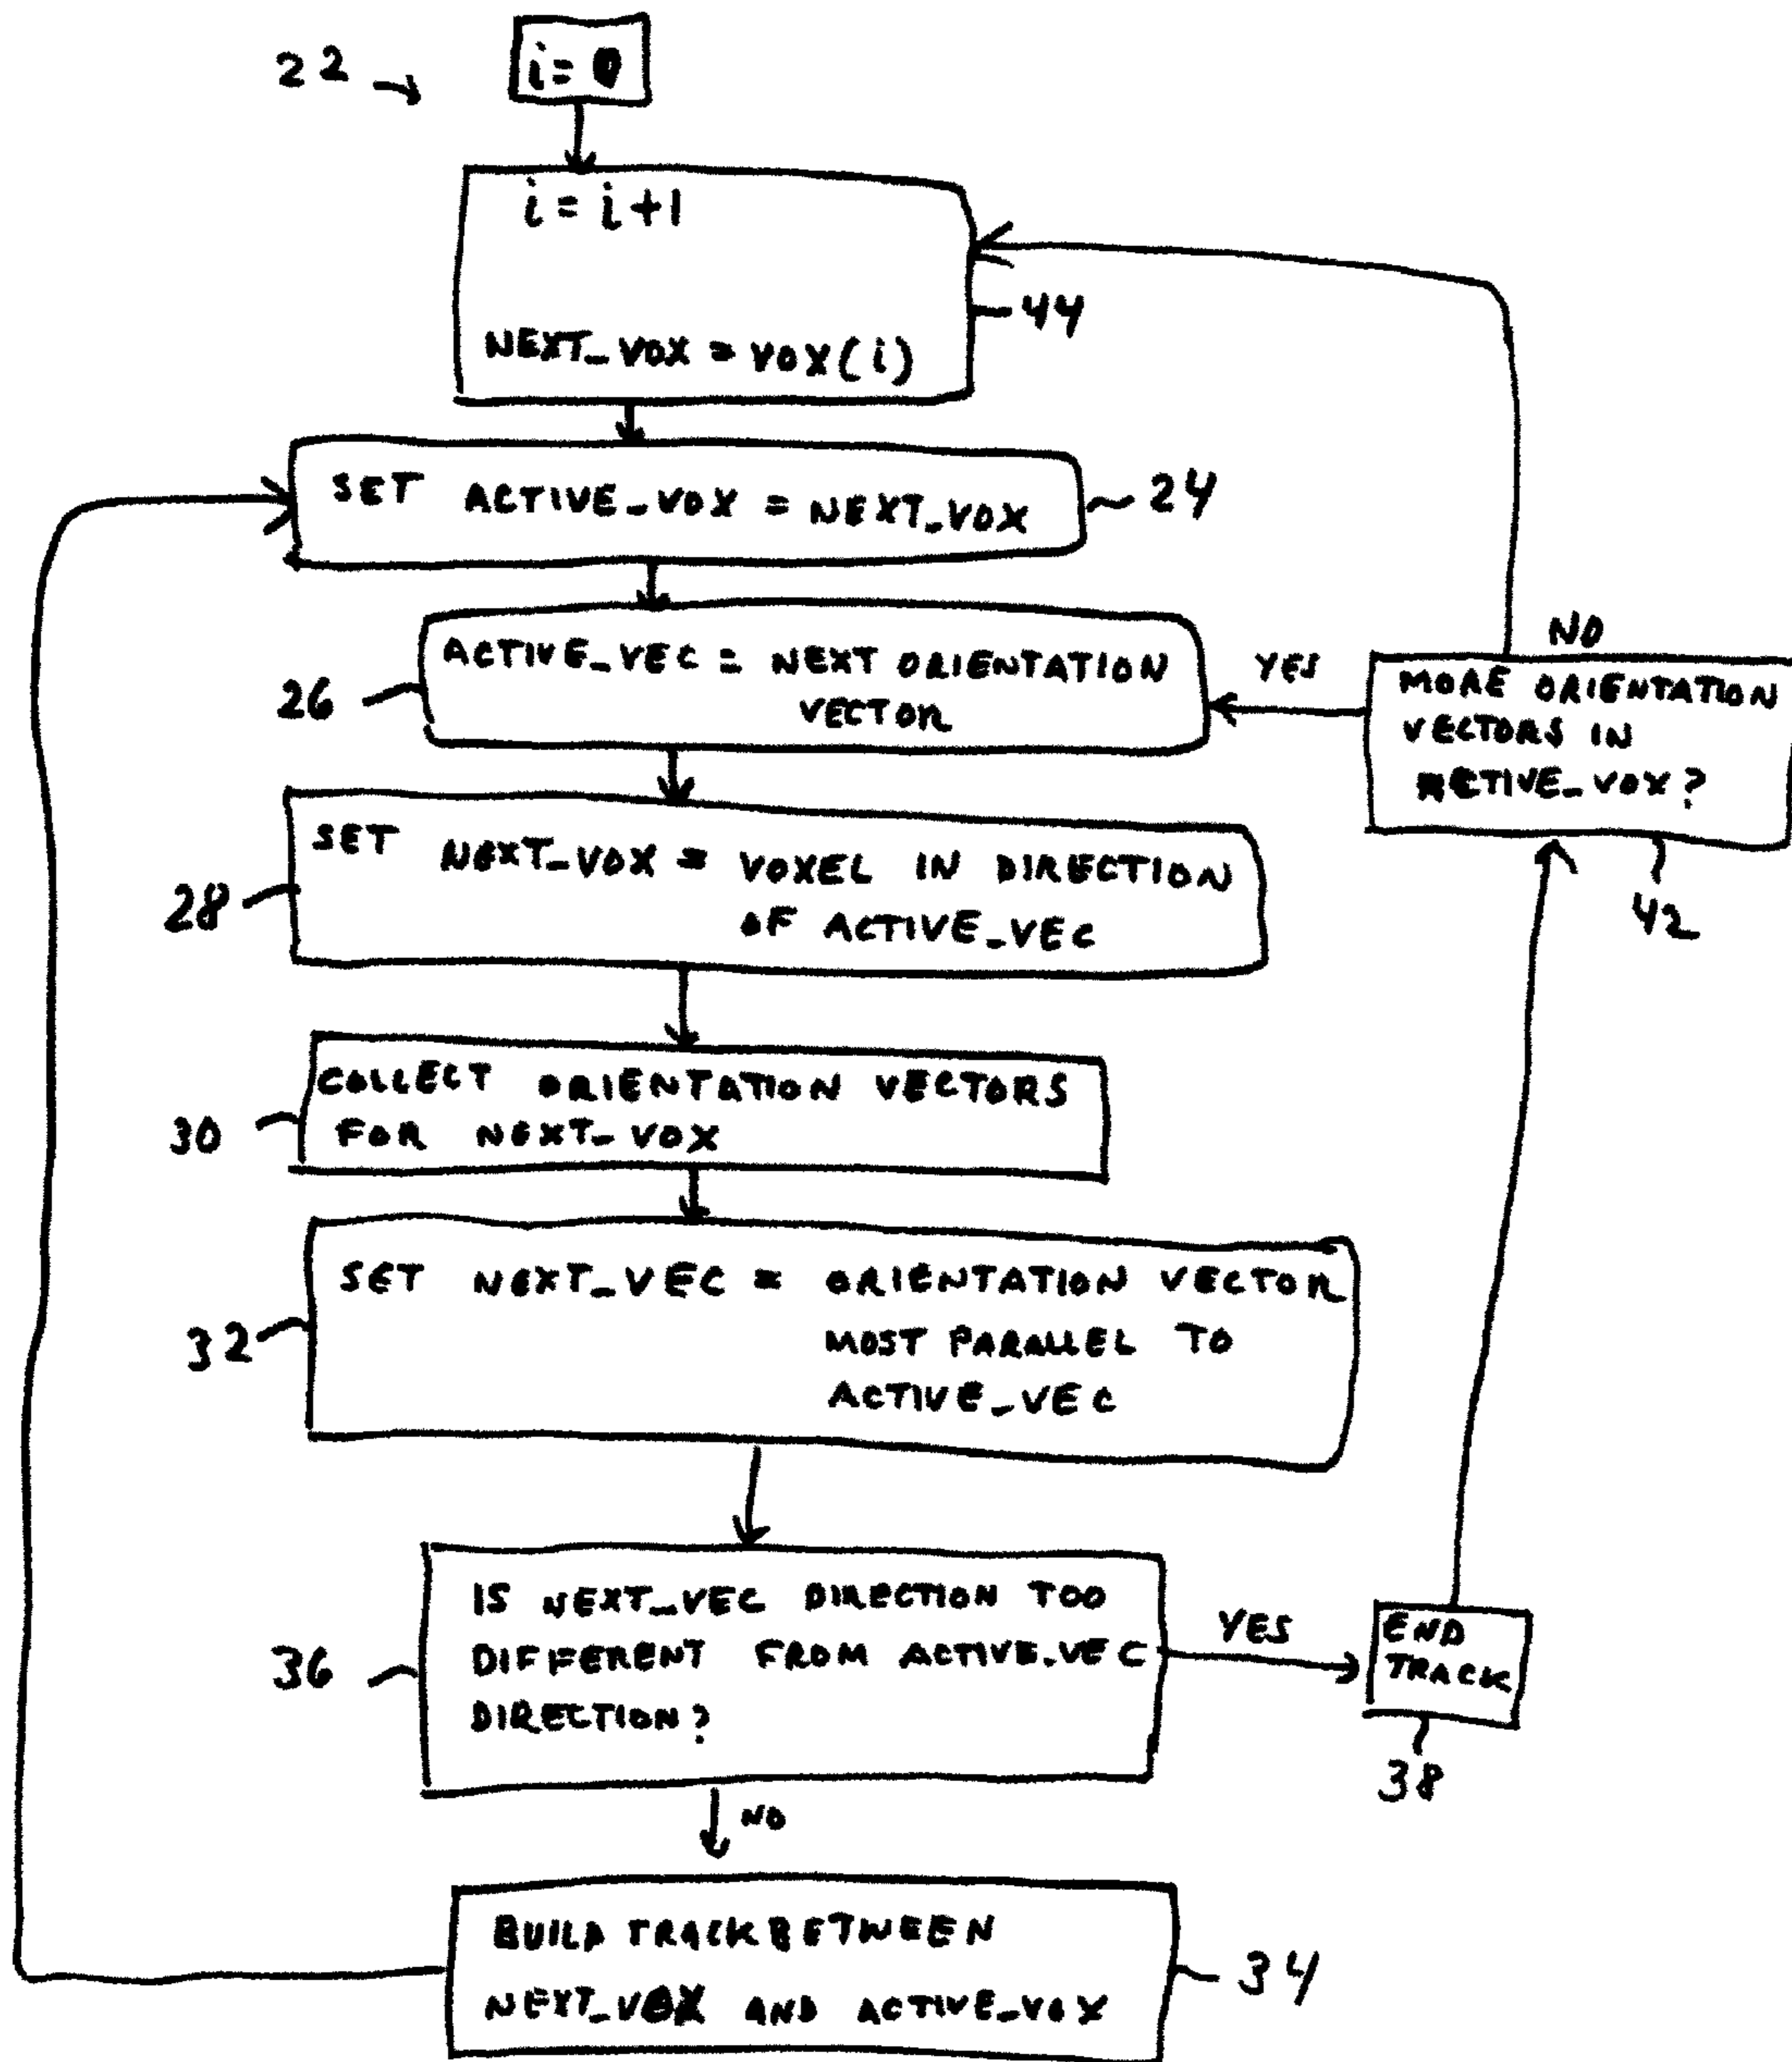 22
i = 0
i = i+1
NEXT_VOX = VOX(i)
44
SET ACTIVE_VOX = NEXT_VOX
24
ACTIVE_VEC = NEXT ORIENTATION
VECTOR
26
YES
NO
MORE ORIENTATION
VECTORS IN
ACTIVE_VOX?
42
SET NEXT_VOX = VOXEL IN DIRECTION
OF ACTIVE_VEC
28
COLLECT ORIENTATION VECTORS
FOR NEXT_VOX
30
SET NEXT_VEC = ORIENTATION VECTOR
MOST PARALLEL TO
ACTIVE_VEC
32
IS NEXT_VEC DIRECTION TOO
DIFFERENT FROM ACTIVE_VEC
DIRECTION?
36
YES
END
TRACK
38
NO
BUILD TRACK BETWEEN
NEXT_VOX AND ACTIVE_VOX
34